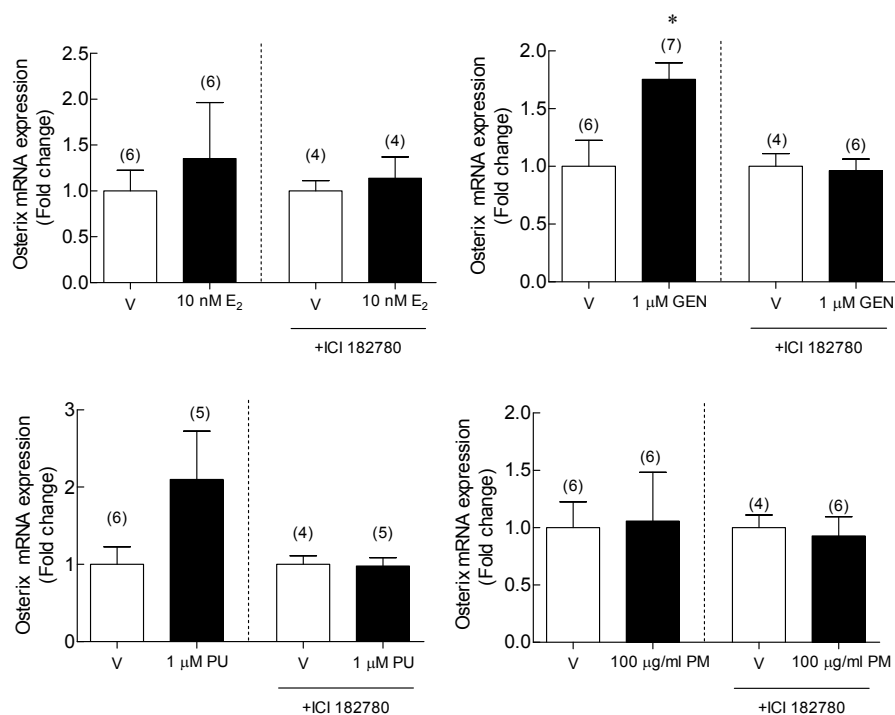 Osterix mRNA expression
(Fold change)
2.5
2.0
1.5
1.0
0.5
0.0
(6)
(6)
(4)
(4)
V
10 nM E₂
V
10 nM E₂
+ICI 182780
Osterix mRNA expression
(Fold change)
2.0
1.5
1.0
0.5
0.0
*
(6)
(7)
(4)
(6)
V
1 µM GEN
V
1 µM GEN
+ICI 182780
Osterix mRNA expression
(Fold change)
3
2
1
0
(6)
(5)
(4)
(5)
V
1 µM PU
V
1 µM PU
+ICI 182780
Osterix mRNA expression
(Fold change)
2.0
1.5
1.0
0.5
0.0
(6)
(6)
(4)
(6)
V
100 µg/ml PM
V
100 µg/ml PM
+ICI 182780